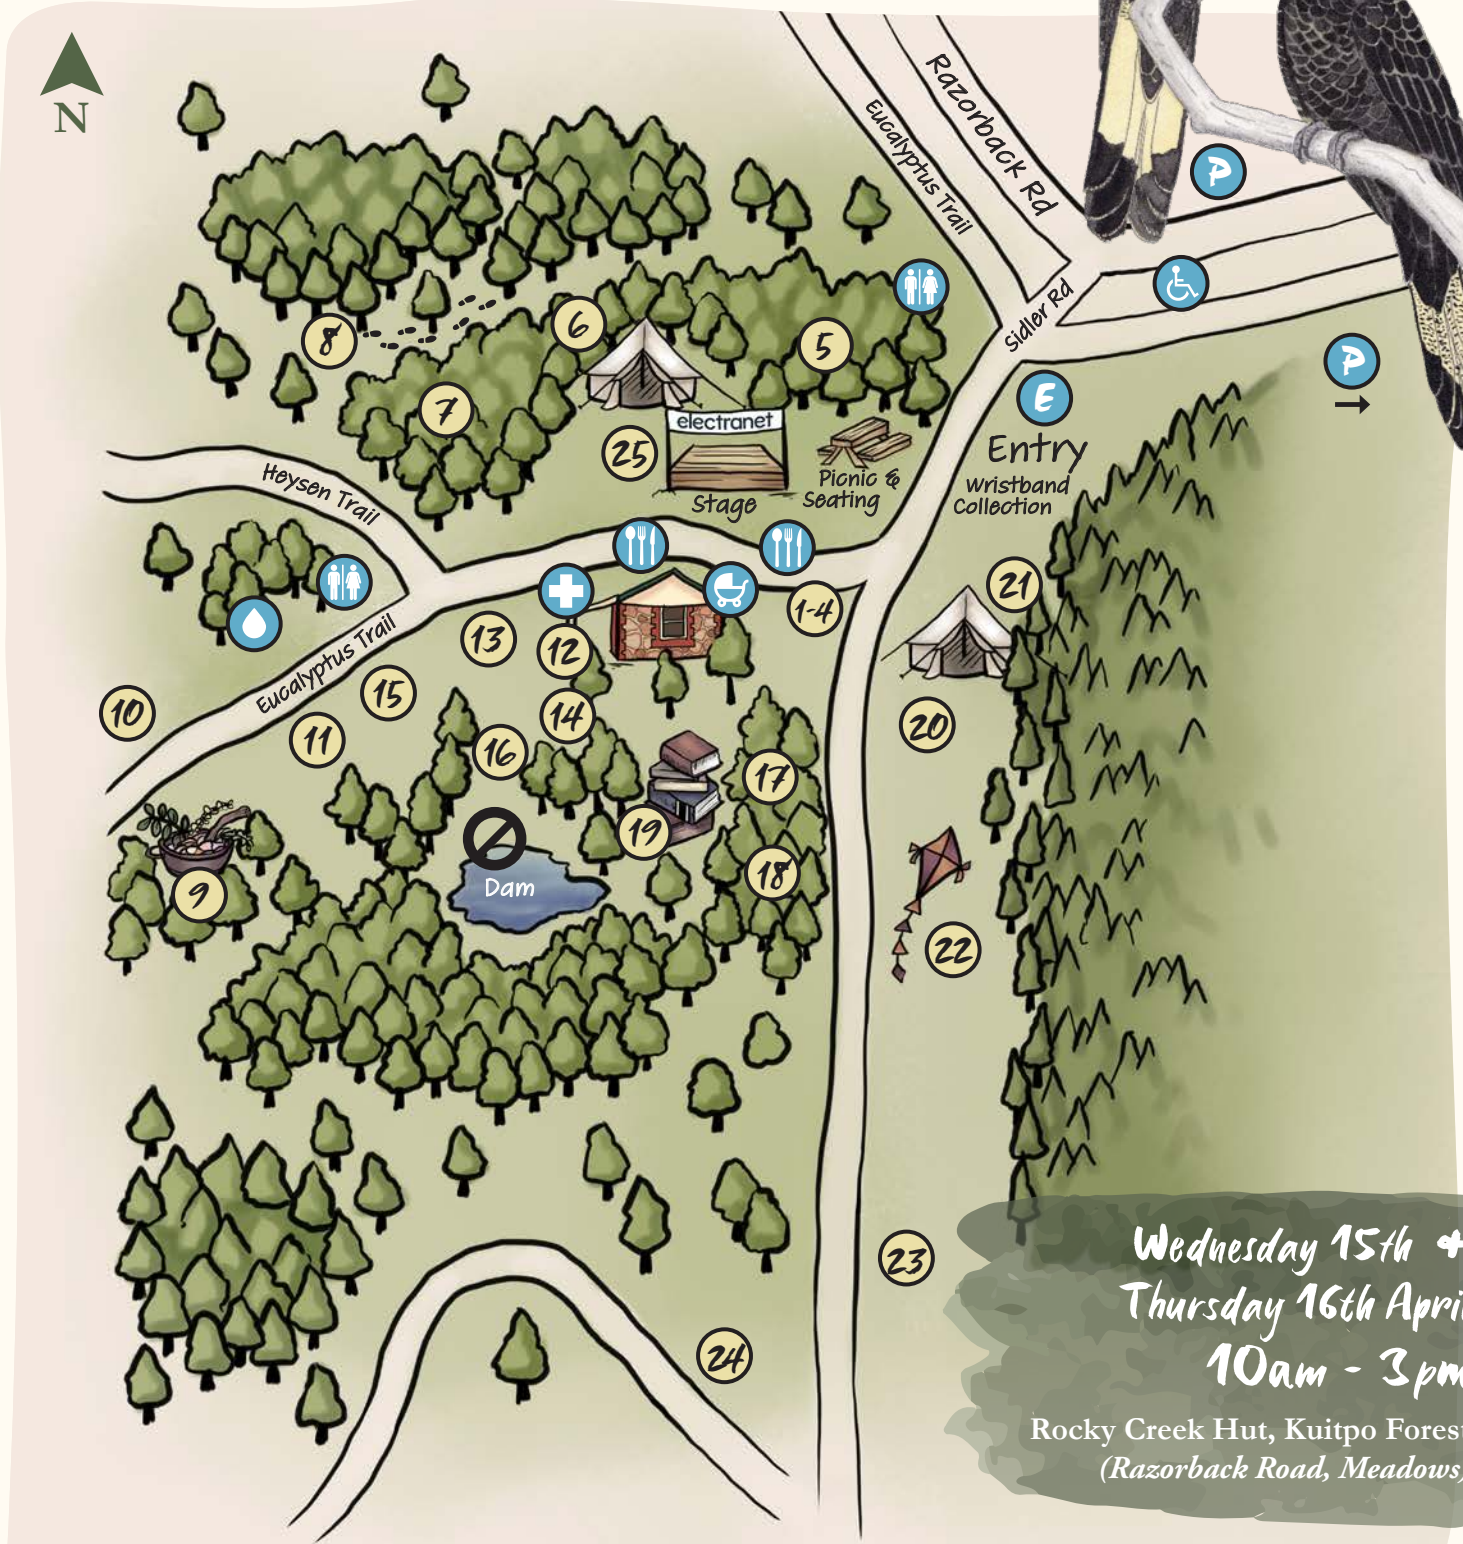 N
Razorback Rd
Eucalyptus Trail
P
Sidler Rd
P
E
Entry
Wristband
Collection
8
6
5
7
25
electranet
Stage
Picnic &
Seating
Heysen Trail
Eucalyptus Trail
1-4
21
13
12
10
15
11
14
16
20
17
19
18
9
Dam
22
23
24
Wednesday 15th &
Thursday 16th Apri
10am - 3pm
Rocky Creek Hut, Kuitpo Forest
(Razorback Road, Meadows)